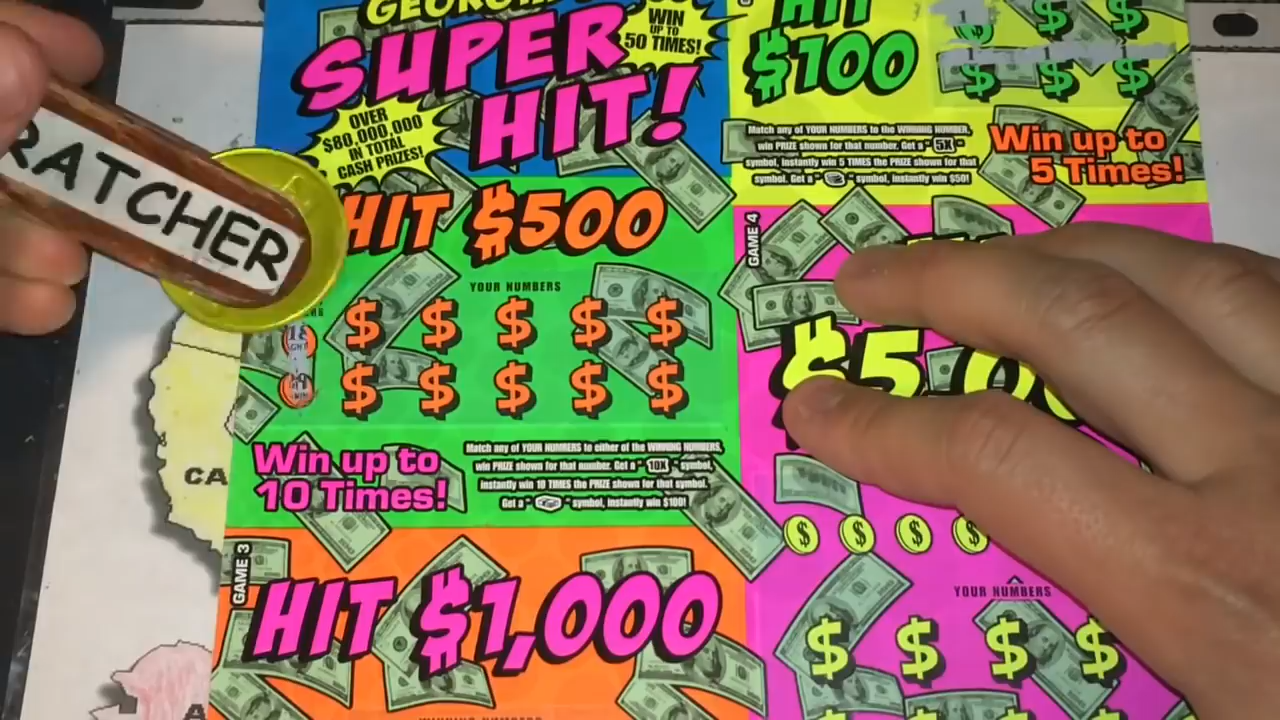 GEORGIA
SUPER
HIT!
WIN
UP TO
50 TIMES!
OVER
$80,000,000
IN TOTAL
CASH PRIZES!
HIT
$100
Match any of YOUR NUMBERS to the WINNING NUMBER,
win PRIZE shown for that number. Get a "5X"
symbol, instantly win 5 TIMES the PRIZE shown for that
symbol. Get a " " symbol, instantly win $50!
Win up to
5 Times!
RATCHER
HIT $500
YOUR NUMBERS
Win up to
10 Times!
Match any of YOUR NUMBERS to either of the WINNING NUMBERS,
win PRIZE shown for that number. Get a "10X" symbol,
instantly win 10 TIMES the PRIZE shown for that symbol.
Get a " " symbol, instantly win $100!
GAME 4
$5,0
YOUR NUMBERS
GAME 3
HIT $1,000
CA